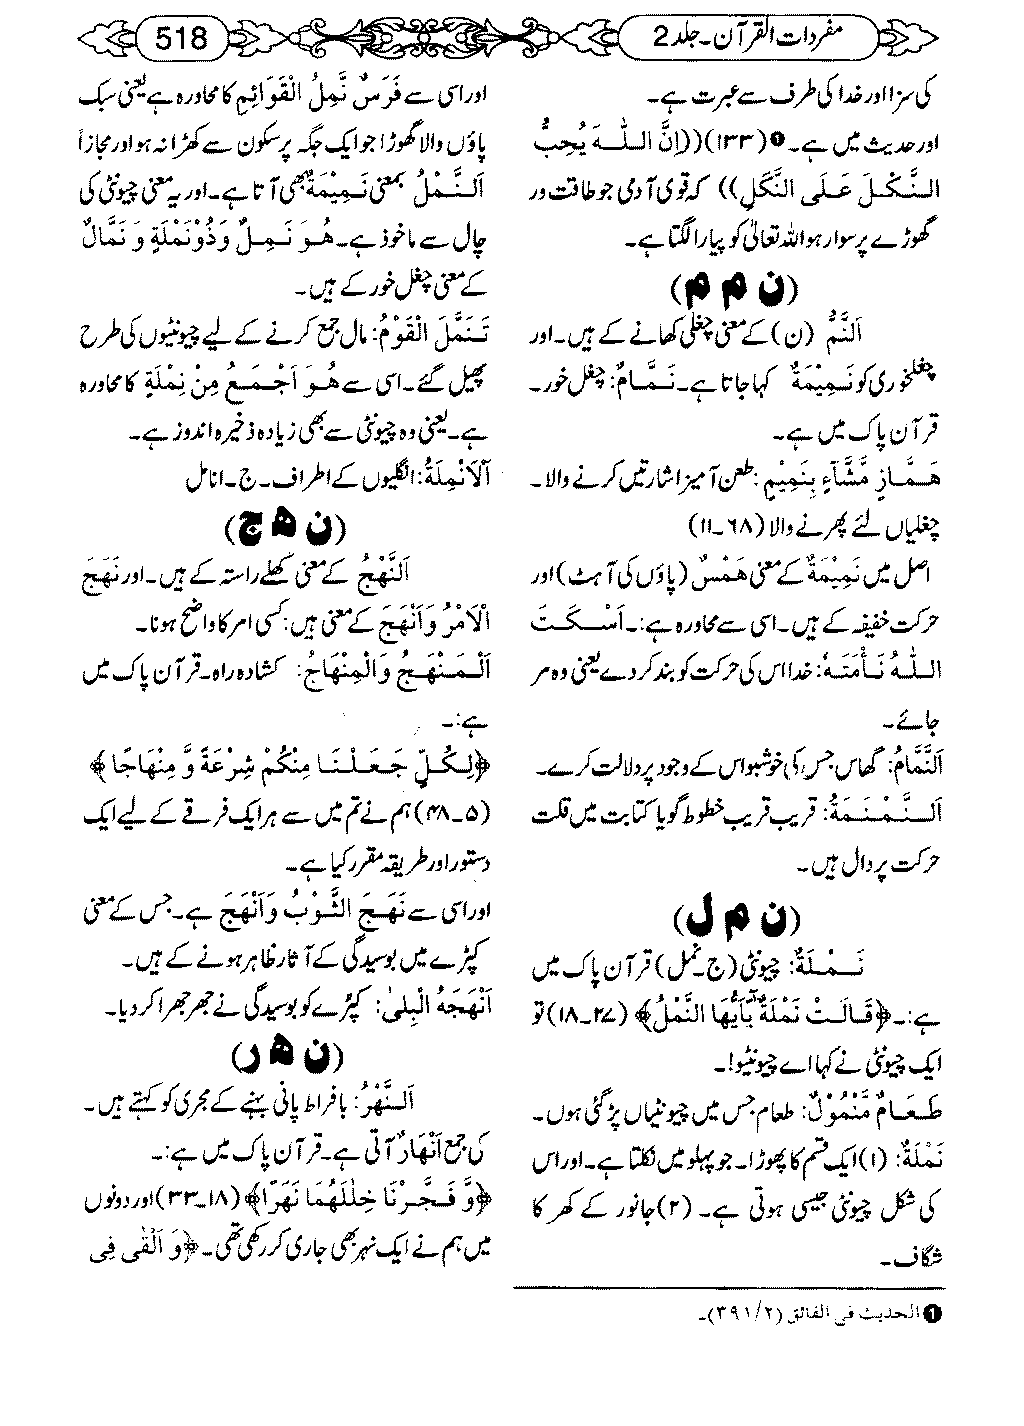 مفردات القرآن۔ جلد 2
518
کی سزا اور خدا کی طرف سے عبرت ہے۔
اور حدیث میں ہے۔ ❶ (۱۳۳) ((اِنَّ اللّٰہَ یُحِبُّ
النَّکَلَ عَلَی النَّکَلِ)) کہ قوی آدمی جو طاقت ور
گھوڑے پر سوار ہو اللہ تعالیٰ کو پیارا لگتا ہے۔
(ن م م)
اَلنَّمُّ (ن) کے معنی چغلی کھانے کے ہیں۔ اور
چغلخوری کو نَمِیْمَۃٌ کہا جاتا ہے۔ نَمَّامٌ: چغل خور۔
قرآن پاک میں ہے۔
ھَمَّازٍ مَّشَّآءٍ بِنَمِیْمٍ: طعن آمیز اشارتیں کرنے والا۔
چغلیاں لئے پھرنے والا (۶۸۔۱۱)
اصل میں نَمِیْمَۃٌ کے معنی ھَمْسٌ (پاؤں کی آہٹ) اور
حرکت خفیفہ کے ہیں۔ اسی سے محاورہ ہے:۔ اَسْکَتَ
اللّٰہُ نَأْمَتَہٗ: خدا اس کی حرکت کو بند کر دے یعنی وہ مر
جائے۔
اَلنَّمَّامُ: گھاس جس کی خوشبو اس کے وجود پر دلالت کرے۔
اَلنَّمْنَمَۃُ: قریب قریب خطوط گویا کتابت میں قلت
حرکت پر دال ہیں۔
(ن م ل)
نَمْلَۃٌ: چیونٹی (ج۔ نمل) قرآن پاک میں
ہے:۔ ﴿قَالَتْ نَمْلَۃٌ یّٰاَیُّھَا النَّمْلُ﴾ (۲۷۔۱۸) تو
ایک چیونٹی نے کہا اے چیونٹیو!۔
طَعَامٌ مَّنْمُوْلٌ: طعام جس میں چیونٹیاں پڑ گئی ہوں۔
نَمْلَۃٌ: (۱) ایک قسم کا پھوڑا۔ جو پہلو میں نکلتا ہے۔ اور اس
کی شکل چیونٹی جیسی ہوتی ہے۔ (۲) جانور کے کھر کا
شگاف۔
❶ الحدیث فی الفائق (۳۹۱/۲)۔
اور اسی سے فَرَسٌ نَّمِلُ الْقَوَائِمِ کا محاورہ ہے یعنی سبک
پاؤں والا گھوڑا جو ایک جگہ پر سکون سے کھڑا نہ ہو اور مجازاً
اَلنَّمْلُ بمعنی نَمِیْمَۃٌ بھی آتا ہے۔ اور یہ معنی چیونٹی کی
چال سے ماخوذ ہے۔ ھُوَ نَمِلٌ وَذُوْنَمْلَۃٍ وَ نَمَّالٌ
کے معنی چغل خور کے ہیں۔
تَنَمَّلَ الْقَوْمُ: مال جمع کرنے کے لیے چیونٹیوں کی طرح
پھیل گئے۔ اسی سے ھُوَ اَجْمَعُ مِنْ نِمْلَۃٍ کا محاورہ
ہے۔ یعنی وہ چیونٹی سے بھی زیادہ ذخیرہ اندوز ہے۔
اَلْاَنْمِلَۃُ: انگلیوں کے اطراف۔ ج۔ انامل
(ن ھ ج)
اَلنَّھْجُ کے معنی کھلے راستہ کے ہیں۔ اور نَھَجَ
الْاَمْرُ وَاَنْھَجَ کے معنی ہیں: کسی امر کا واضح ہونا۔
اَلْمَنْھَجُ وَالْمِنْھَاجُ: کشادہ راہ۔ قرآن پاک میں
ہے:۔
﴿لِکُلٍّ جَعَلْنَا مِنْکُمْ شِرْعَۃً وَّ مِنْھَاجًا﴾
(۵۔۴۸) ہم نے تم میں سے ہر ایک فرقے کے لیے ایک
دستور اور طریقہ مقرر کیا ہے۔
اور اسی سے نَھَجَ الثَّوْبُ وَاَنْھَجَ ہے۔ جس کے معنی
کپڑے میں بوسیدگی کے آثار ظاہر ہونے کے ہیں۔
اَنْھَجَہُ الْبِلیٰ: کپڑے کو بوسیدگی نے جھرجھرا کر دیا۔
(ن ھ ر)
اَلنَّھْرُ: بافراط پانی بہنے کے مجریٰ کو کہتے ہیں۔
کی جمع اَنْھَارٌ آتی ہے۔ قرآن پاک میں ہے:۔
﴿وَّ فَجَّرْنَا خِلٰلَھُمَا نَھَرًا﴾ (۱۸۔۳۳) اور دونوں
میں ہم نے ایک نہر بھی جاری کر رکھی تھی۔ ﴿وَ اَلْقٰی فِی